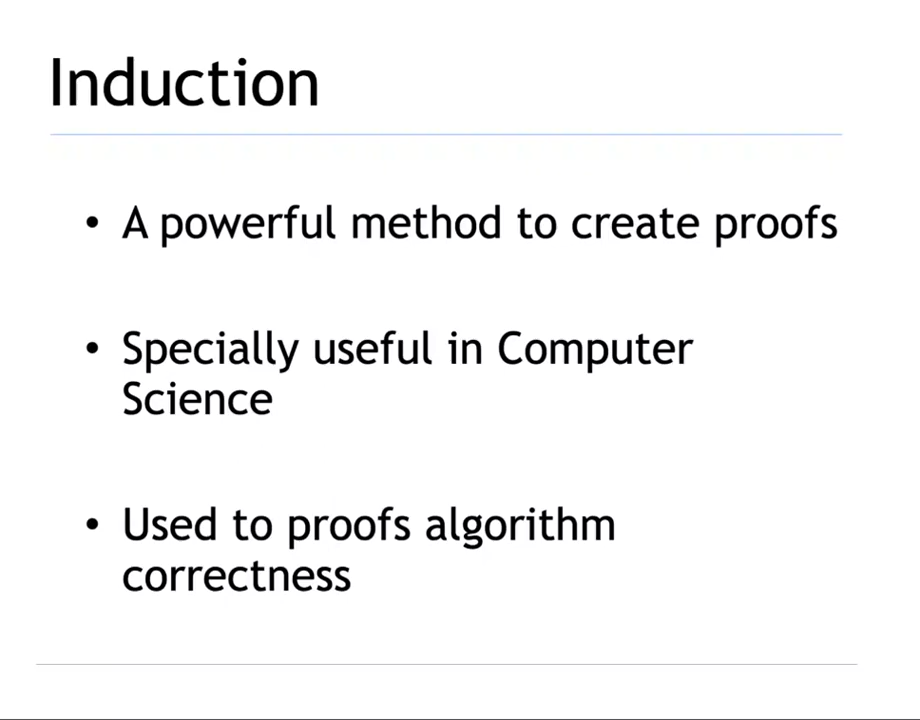 Induction
• A powerful method to create proofs
• Specially useful in Computer
Science
• Used to proofs algorithm
correctness